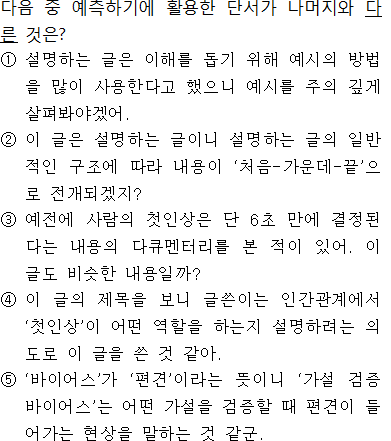 다음 중 예측하기에 활용한 단서가 나머지와 다
른 것은?
① 설명하는 글은 이해를 돕기 위해 예시의 방법
을 많이 사용한다고 했으니 예시를 주의 깊게
살펴봐야겠어.
② 이 글은 설명하는 글이니 설명하는 글의 일반
적인 구조에 따라 내용이 ‘처음-가운데-끝’으
로 전개되겠지?
③ 예전에 사람의 첫인상은 단 6초 만에 결정된
다는 내용의 다큐멘터리를 본 적이 있어. 이
글도 비슷한 내용일까?
④ 이 글의 제목을 보니 글쓴이는 인간관계에서
‘첫인상’이 어떤 역할을 하는지 설명하려는 의
도로 이 글을 쓴 것 같아.
⑤ ‘바이어스’가 ‘편견’이라는 뜻이니 ‘가설 검증
바이어스’는 어떤 가설을 검증할 때 편견이 들
어가는 현상을 말하는 것 같군.